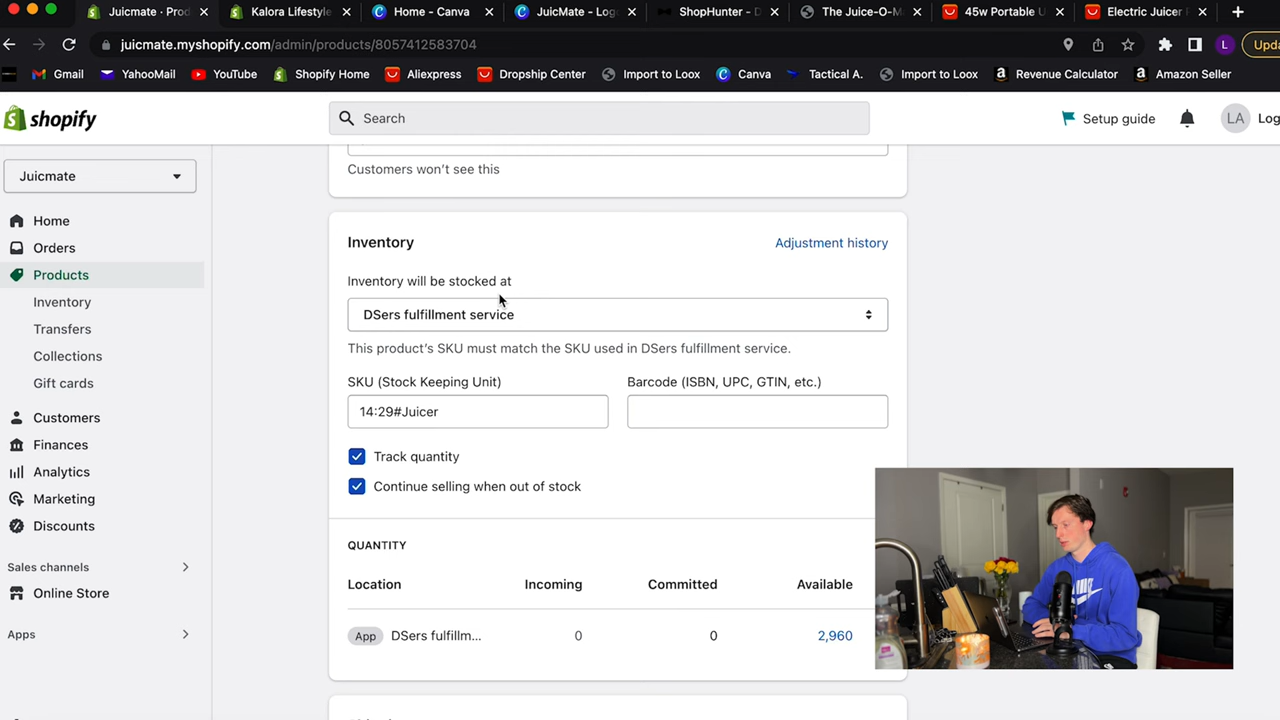 Juicmate · Prod
Kalora Lifestyle
Home - Canva
JuicMate - Logo
ShopHunter - D
The Juice-O-Ma
45w Portable U
Electric Juicer F
juicmate.myshopify.com/admin/products/8057412583704
L
Upda
Gmail
YahooMail
YouTube
Shopify Home
Aliexpress
Dropship Center
Import to Loox
Canva
Tactical A.
Import to Loox
Revenue Calculator
Amazon Seller
shopify
Search
Setup guide
LA
Log
Juicmate
Home
Orders
Products
Inventory
Transfers
Collections
Gift cards
Customers
Finances
Analytics
Marketing
Discounts
Sales channels
Online Store
Apps
Customers won't see this
Inventory
Adjustment history
Inventory will be stocked at
DSers fulfillment service
This product's SKU must match the SKU used in DSers fulfillment service.
SKU (Stock Keeping Unit)
Barcode (ISBN, UPC, GTIN, etc.)
14:29#Juicer
Track quantity
Continue selling when out of stock
QUANTITY
Location
Incoming
Committed
Available
App
DSers fulfillm...
0
0
2,960